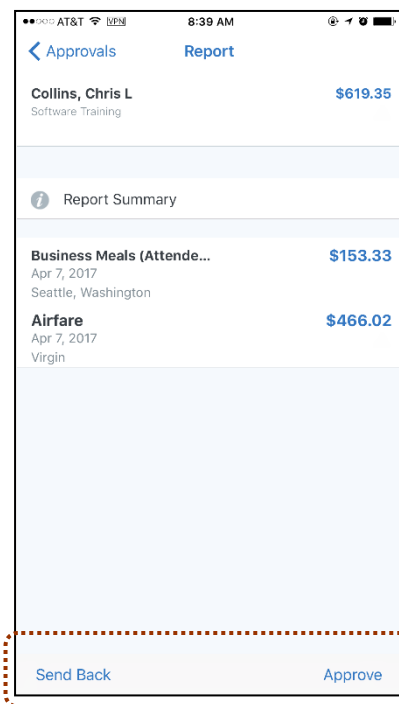 AT&T VPN 8:39 AM
Approvals Report
Collins, Chris L $619.35
Software Training
i Report Summary
Business Meals (Attende... $153.33
Apr 7, 2017
Seattle, Washington
Airfare $466.02
Apr 7, 2017
Virgin
Send Back Approve